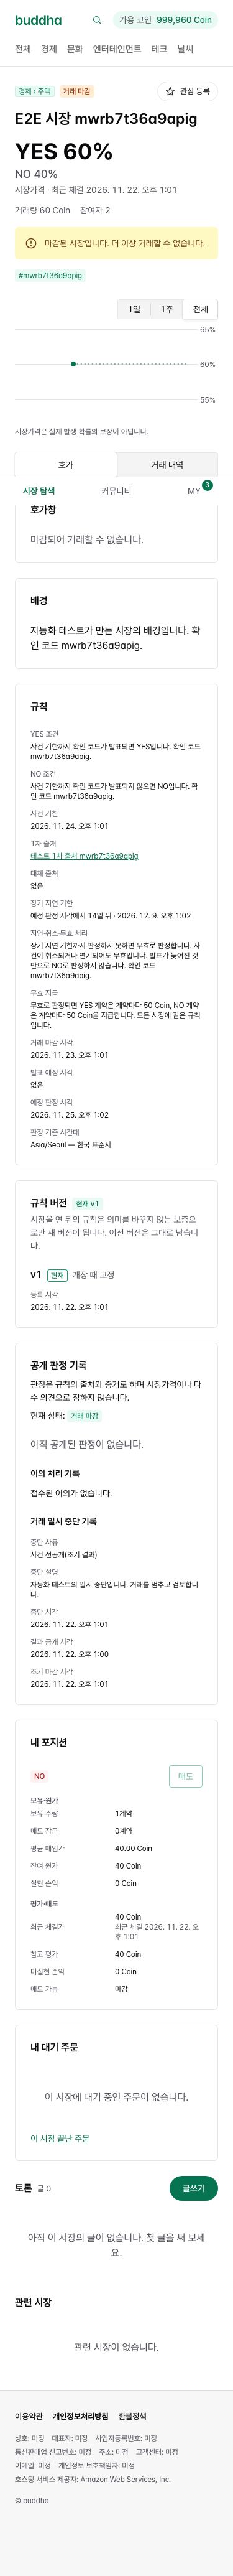 buddha
가용 코인 999,960 Coin
전체 경제 문화 엔터테인먼트 테크 날씨
경제 › 주택 거래 마감
관심 등록
E2E 시장 mwrb7t36a9apig
YES 60%
NO 40%
시장가격 · 최근 체결 2026. 11. 22. 오후 1:01
거래량 60 Coin 참여자 2
마감된 시장입니다. 더 이상 거래할 수 없습니다.
#mwrb7t36a9apig
1일 1주 전체
65%
60%
55%
시장가격은 실제 발생 확률의 보장이 아닙니다.
호가 거래 내역
시장 탐색 커뮤니티 MY 3
호가창
마감되어 거래할 수 없습니다.
배경
자동화 테스트가 만든 시장의 배경입니다. 확
인 코드 mwrb7t36a9apig.
규칙
YES 조건
사건 기한까지 확인 코드가 발표되면 YES입니다. 확인 코드
mwrb7t36a9apig.
NO 조건
사건 기한까지 확인 코드가 발표되지 않으면 NO입니다. 확
인 코드 mwrb7t36a9apig.
사건 기한
2026. 11. 24. 오후 1:01
1차 출처
테스트 1차 출처 mwrb7t36a9apig
대체 출처
없음
장기 지연 기한
예정 판정 시각에서 14일 뒤 · 2026. 12. 9. 오후 1:02
지연·취소·무효 처리
장기 지연 기한까지 판정하지 못하면 무효로 판정합니다. 사
건이 취소되거나 연기되어도 무효입니다. 발표가 늦어진 것
만으로 NO로 판정하지 않습니다. 확인 코드
mwrb7t36a9apig.
무효 지급
무효로 판정되면 YES 계약은 계약마다 50 Coin, NO 계약
은 계약마다 50 Coin을 지급합니다. 모든 시장에 같은 규칙
입니다.
거래 마감 시각
2026. 11. 23. 오후 1:01
발표 예정 시각
없음
예정 판정 시각
2026. 11. 25. 오후 1:02
판정 기준 시간대
Asia/Seoul — 한국 표준시
규칙 버전 현재 v1
시장을 연 뒤의 규칙은 의미를 바꾸지 않는 보충으
로만 새 버전이 됩니다. 이전 버전은 그대로 남습니
다.
v1 현재 개장 때 고정
등록 시각
2026. 11. 22. 오후 1:01
공개 판정 기록
판정은 규칙의 출처와 증거로 하며 시장가격이나 다
수 의견으로 정하지 않습니다.
현재 상태: 거래 마감
아직 공개된 판정이 없습니다.
이의 처리 기록
접수된 이의가 없습니다.
거래 일시 중단 기록
중단 사유
사건 선공개(조기 결과)
중단 설명
자동화 테스트의 일시 중단입니다. 거래를 멈추고 검토합니
다.
중단 시각
2026. 11. 22. 오후 1:01
결과 공개 시각
2026. 11. 22. 오후 1:00
조기 마감 시각
2026. 11. 22. 오후 1:01
내 포지션
NO 매도
보유·원가
보유 수량 1계약
매도 잠금 0계약
평균 매입가 40.00 Coin
잔여 원가 40 Coin
실현 손익 0 Coin
평가·매도
최근 체결가 40 Coin
최근 체결 2026. 11. 22. 오
후 1:01
참고 평가 40 Coin
미실현 손익 0 Coin
매도 가능 마감
내 대기 주문
이 시장에 대기 중인 주문이 없습니다.
이 시장 끝난 주문
토론 글 0 글쓰기
아직 이 시장의 글이 없습니다. 첫 글을 써 보세
요.
관련 시장
관련 시장이 없습니다.
이용약관 개인정보처리방침 환불정책
상호: 미정 대표자: 미정 사업자등록번호: 미정
통신판매업 신고번호: 미정 주소: 미정 고객센터: 미정
이메일: 미정 개인정보 보호책임자: 미정
호스팅 서비스 제공자: Amazon Web Services, Inc.
© buddha